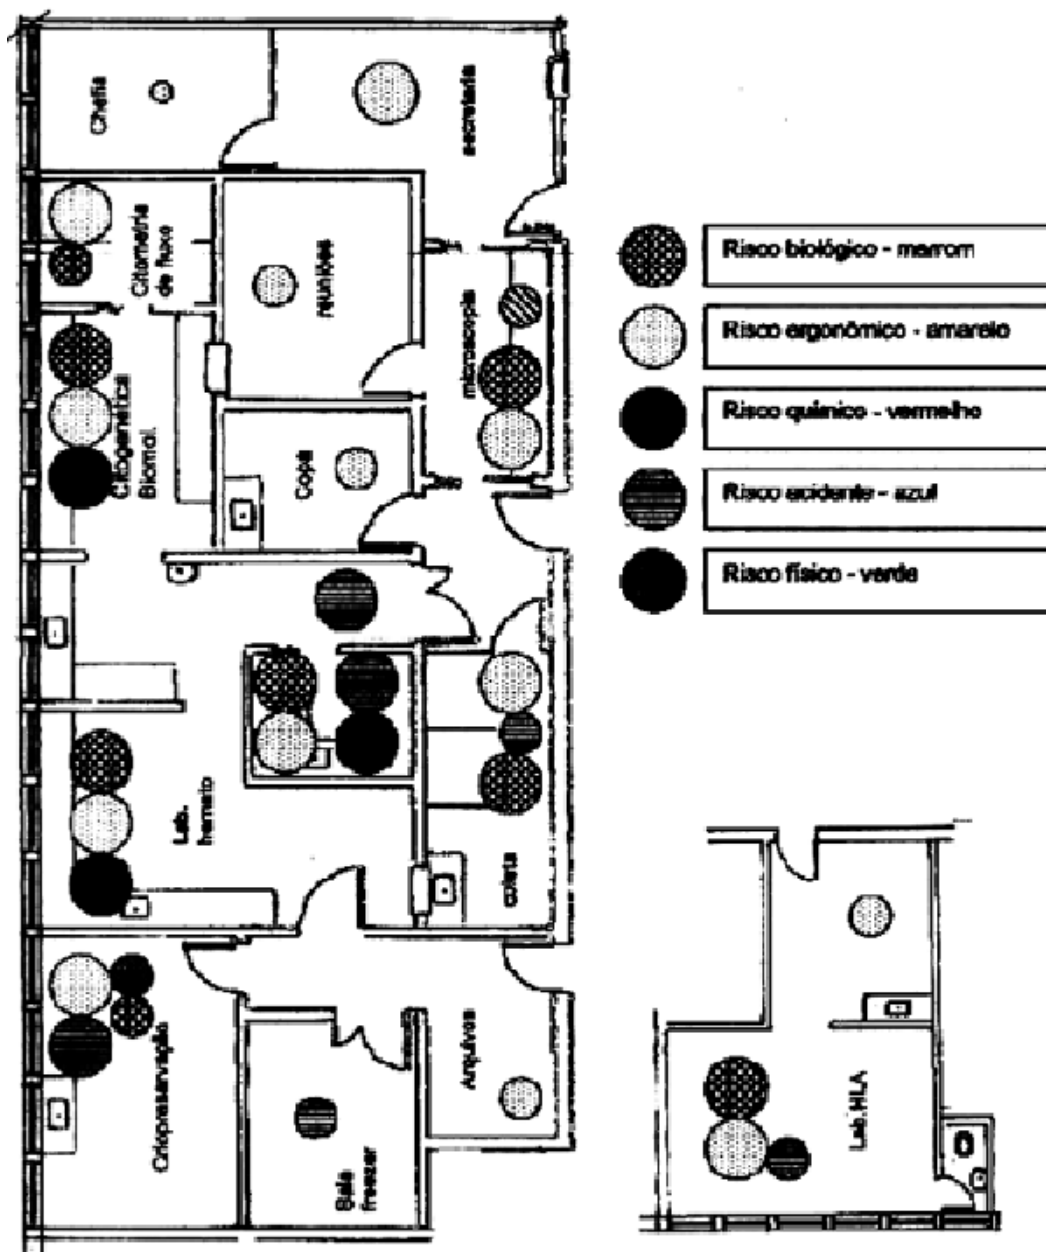 Chefia
secretaria
Citometria
de fluxo
reuniões
microscopia
Citogenética
Biomol.
Copa
Lab.
hemato
coleta
Criopreservação
Sala
freezer
Arquivos
Lab. HLA
Risco biológico - marrom
Risco ergonômico - amarelo
Risco químico - vermelho
Risco acidente - azul
Risco físico - verde